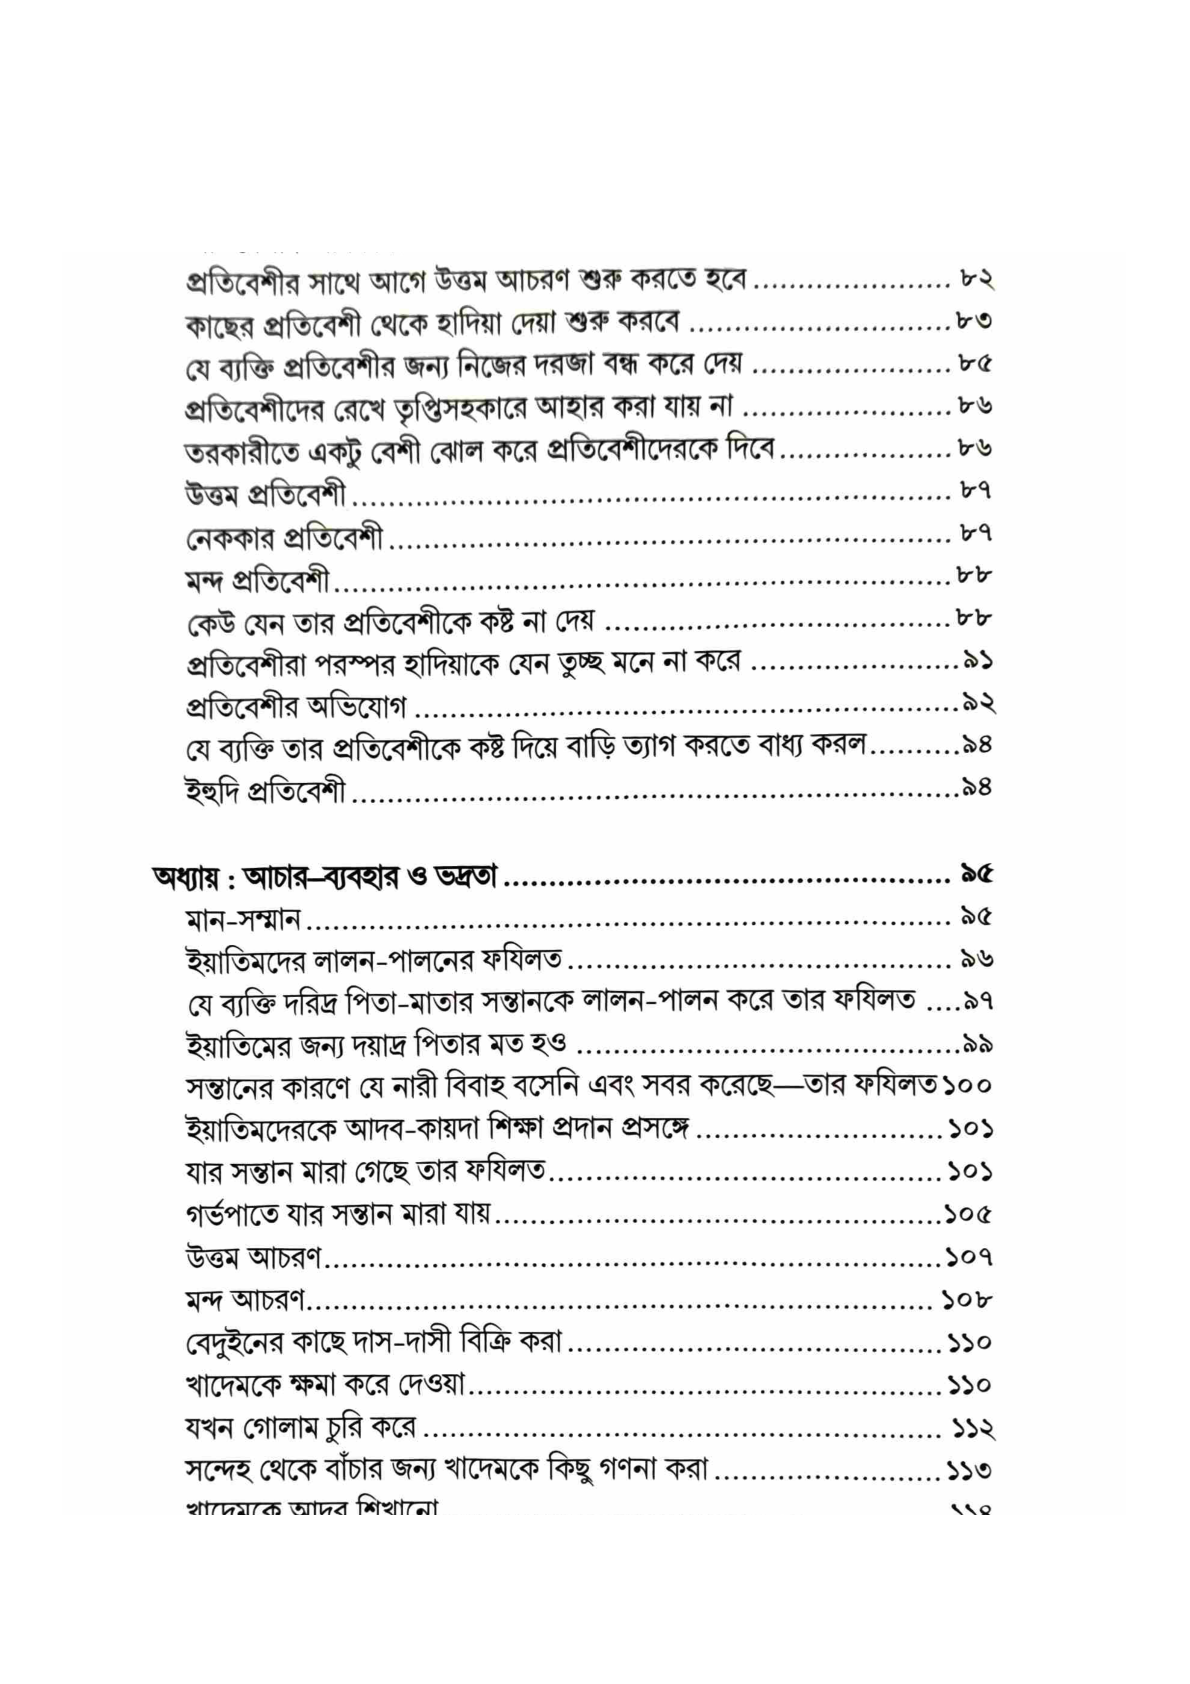 প্রতিবেশীর সাথে আগে উত্তম আচরণ শুরু করতে হবে ...................... ৮২
কাছের প্রতিবেশী থেকে হাদিয়া দেয়া শুরু করবে .............................৮৩
যে ব্যক্তি প্রতিবেশীর জন্য নিজের দরজা বন্ধ করে দেয় ...................... ৮৫
প্রতিবেশীদের রেখে তৃপ্তিসহকারে আহার করা যায় না ....................... ৮৬
তরকারীতে একটু বেশী ঝোল করে প্রতিবেশীদেরকে দিবে................... ৮৬
উত্তম প্রতিবেশী................................................................... ৮৭
নেককার প্রতিবেশী............................................................... ৮৭
মন্দ প্রতিবেশী.....................................................................৮৮
কেউ যেন তার প্রতিবেশীকে কষ্ট না দেয় ......................................৮৮
প্রতিবেশীরা পরস্পর হাদিয়াকে যেন তুচ্ছ মনে না করে .......................৯১
প্রতিবেশীর অভিযোগ ............................................................৯২
যে ব্যক্তি তার প্রতিবেশীকে কষ্ট দিয়ে বাড়ি ত্যাগ করতে বাধ্য করল..........৯৪
ইহুদি প্রতিবেশী....................................................................৯৪
অধ্যায় : আচার–ব্যবহার ও ভদ্রতা................................................. ৯৫
মান-সম্মান........................................................................ ৯৫
ইয়াতিমদের লালন-পালনের ফযিলত........................................... ৯৬
যে ব্যক্তি দরিদ্র পিতা-মাতার সন্তানকে লালন-পালন করে তার ফযিলত ....৯৭
ইয়াতিমের জন্য দয়াদ্র পিতার মত হও ...........................................৯৯
সন্তানের কারণে যে নারী বিবাহ বসেনি এবং সবর করেছে—তার ফযিলত১০০
ইয়াতিমদেরকে আদব-কায়দা শিক্ষা প্রদান প্রসঙ্গে ............................১০১
যার সন্তান মারা গেছে তার ফযিলত............................................ ১০১
গর্ভপাতে যার সন্তান মারা যায়..................................................১০৫
উত্তম আচরণ.....................................................................১০৭
মন্দ আচরণ...................................................................... ১০৮
বেদুইনের কাছে দাস-দাসী বিক্রি করা.......................................... ১১০
খাদেমকে ক্ষমা করে দেওয়া..................................................... ১১০
যখন গোলাম চুরি করে .......................................................... ১১২
সন্দেহ থেকে বাঁচার জন্য খাদেমকে কিছু গণনা করা......................... ১১৩
খাদেমকে আদব শিখানো ........................................................ ১১৪